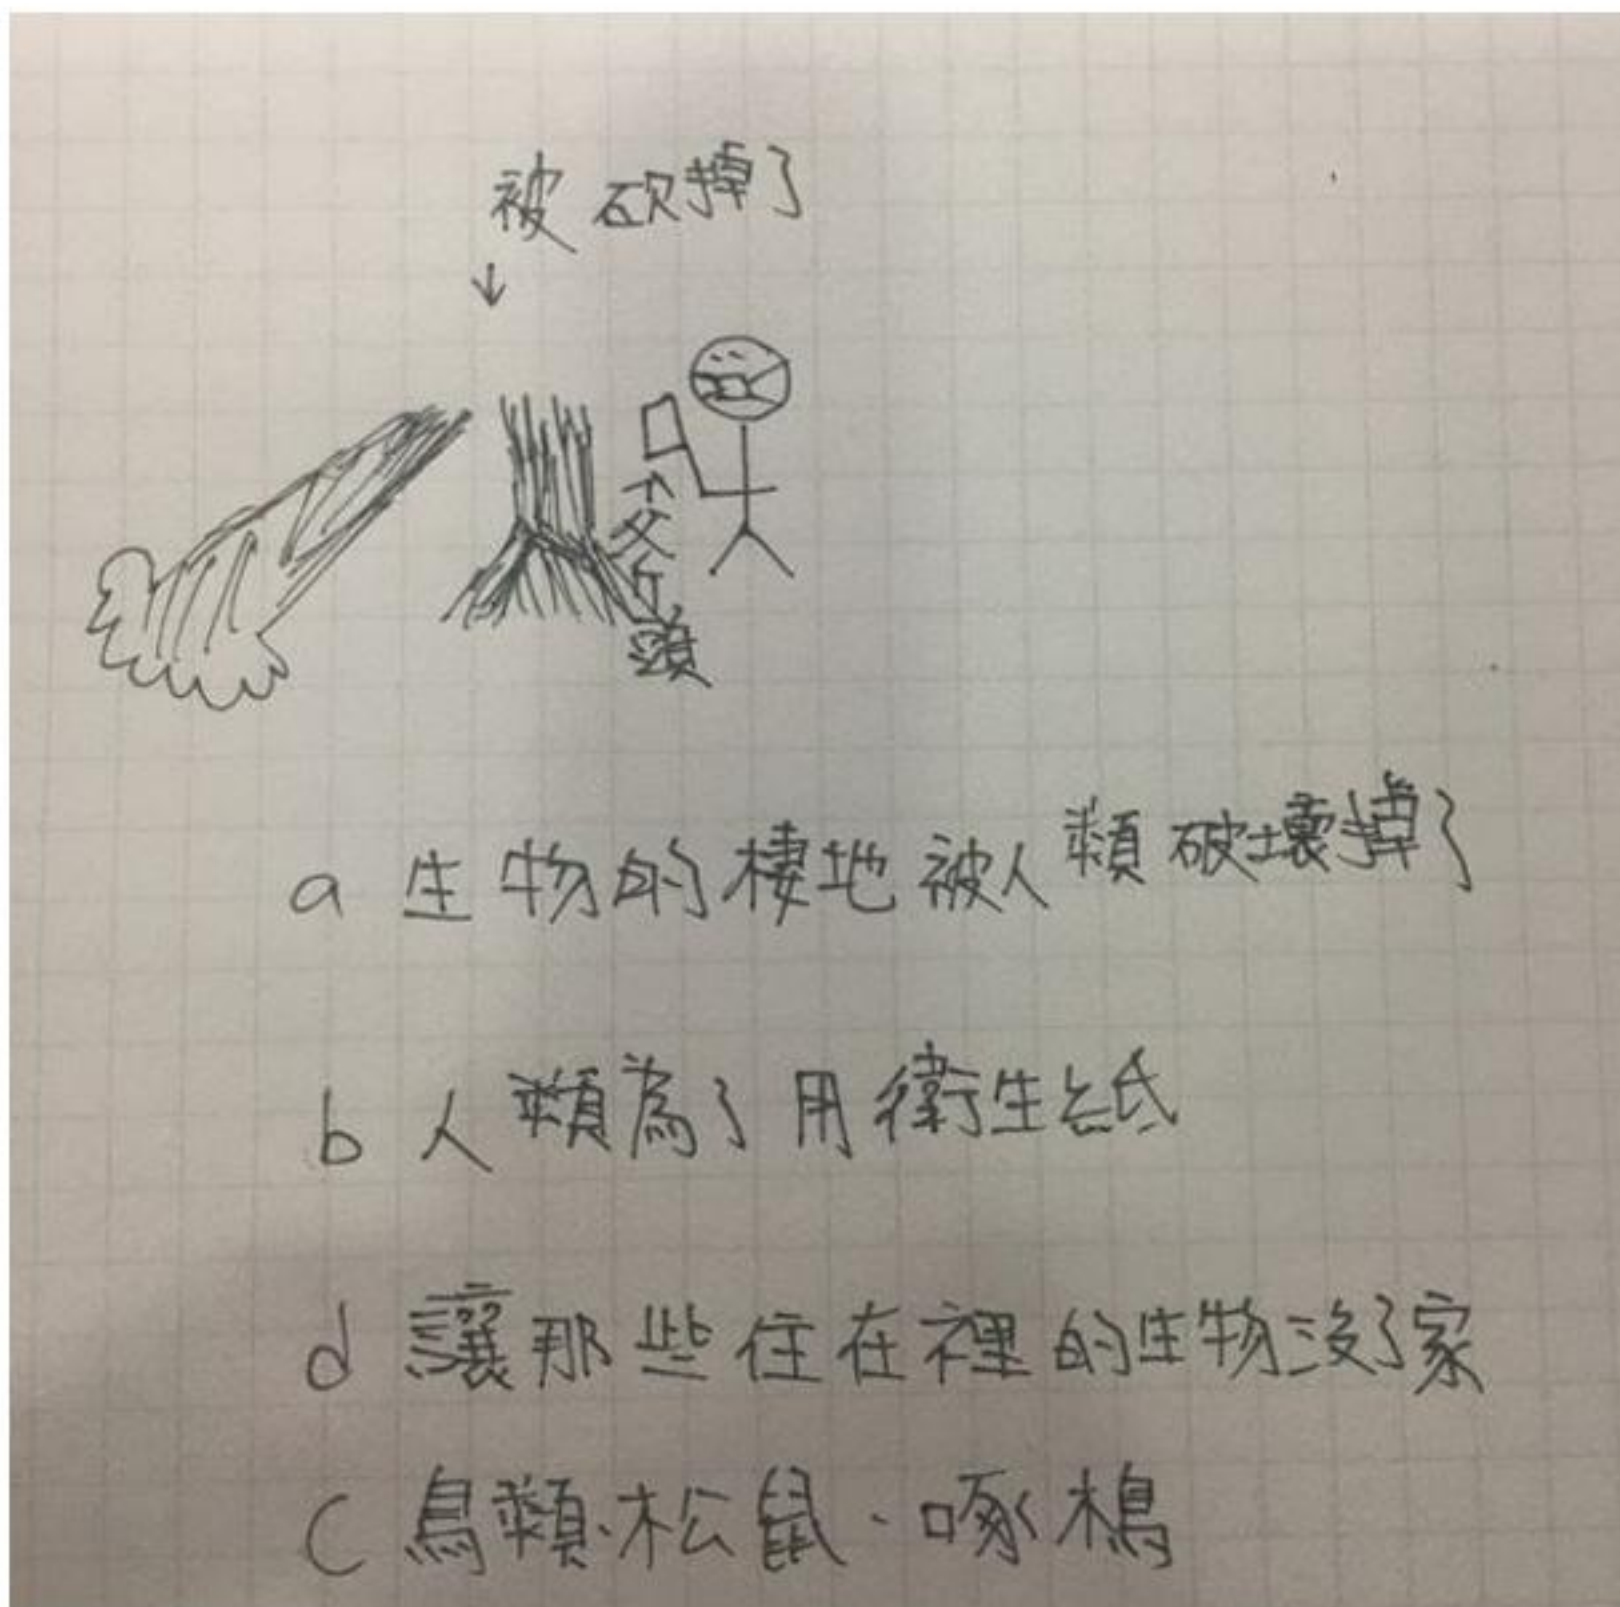 被砍掉了
↓
斧頭
a 生物的棲地被人類破壞掉了
b 人類為了用衛生紙
d 讓那些住在裡的生物沒了家
c 鳥類、松鼠、啄木鳥